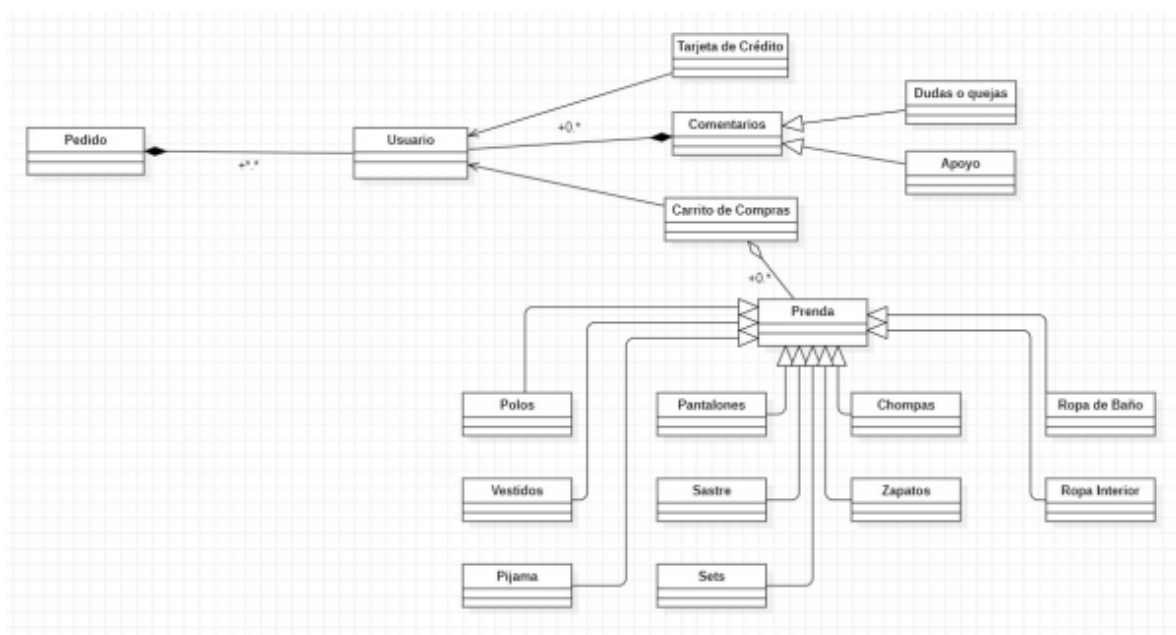 Tarjeta de Crédito
Dudas o quejas
Comentarios
+0.*
Pedido
Usuario
+*.*
Apoyo
Carrito de Compras
+0.*
Prenda
Polos
Pantalones
Chompas
Ropa de Baño
Vestidos
Sastre
Zapatos
Ropa Interior
Pijama
Sets